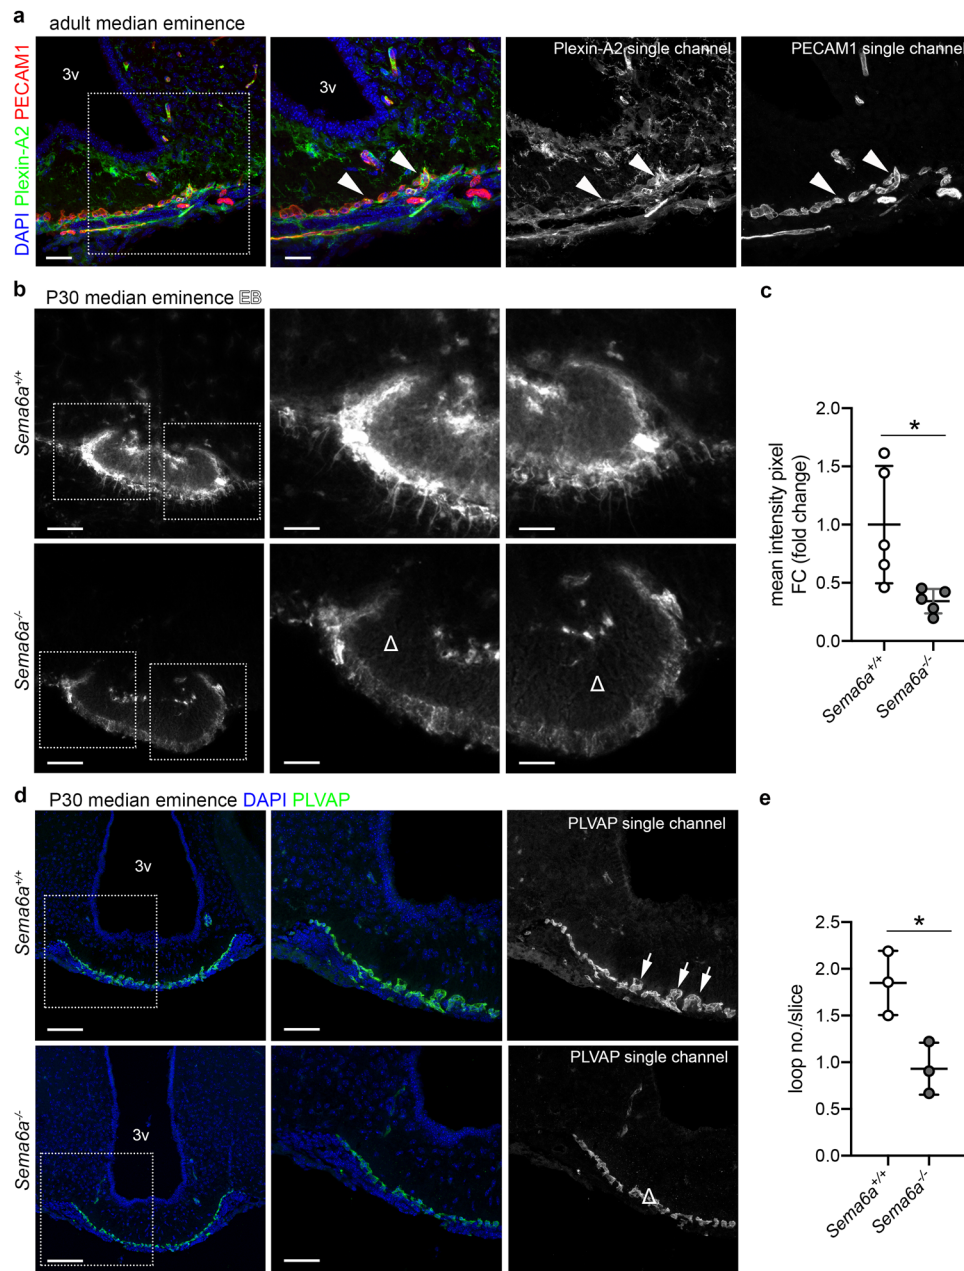 a
adult median eminence
DAPI Plexin-A2 PECAM1
3v
3v
Plexin-A2 single channel
PECAM1 single channel
b
P30 median eminence EB
Sema6a+/+
Sema6a-/-
Δ
Δ
c
mean intensity pixel
FC (fold change)
2.0
1.5
1.0
0.5
0.0
*
Sema6a+/+
Sema6a-/-
d
P30 median eminence DAPI PLVAP
Sema6a+/+
3v
PLVAP single channel
Sema6a-/-
3v
PLVAP single channel
Δ
e
loop no./slice
2.5
2.0
1.5
1.0
0.5
0.0
*
Sema6a+/+
Sema6a-/-